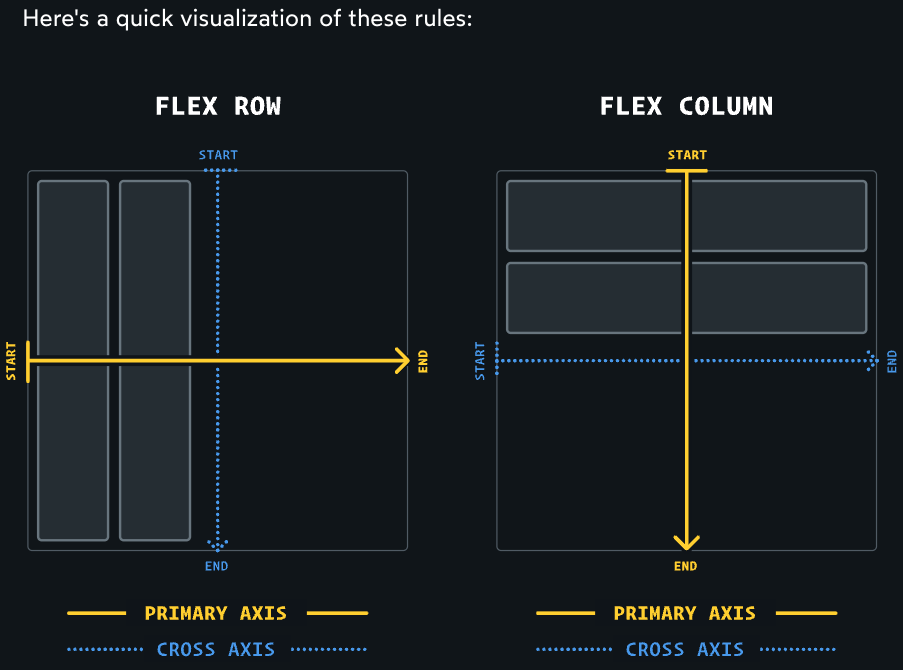 Here's a quick visualization of these rules:
FLEX ROW
START
START
END
END
PRIMARY AXIS
CROSS AXIS
FLEX COLUMN
START
START
END
END
PRIMARY AXIS
CROSS AXIS